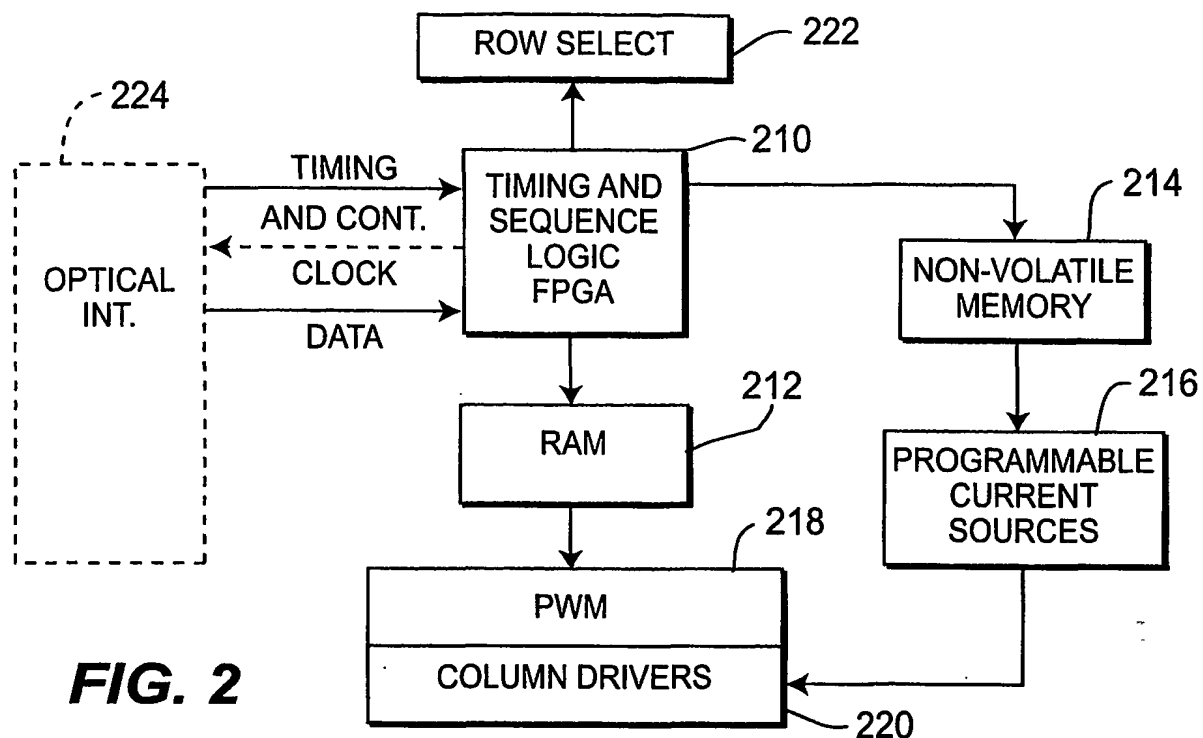 ROW SELECT
222
224
210
TIMING
AND CONT.
CLOCK
DATA
TIMING AND
SEQUENCE
LOGIC
FPGA
214
OPTICAL
INT.
NON-VOLATILE
MEMORY
212
RAM
216
PROGRAMMABLE
CURRENT
SOURCES
218
PWM
COLUMN DRIVERS
220
FIG. 2